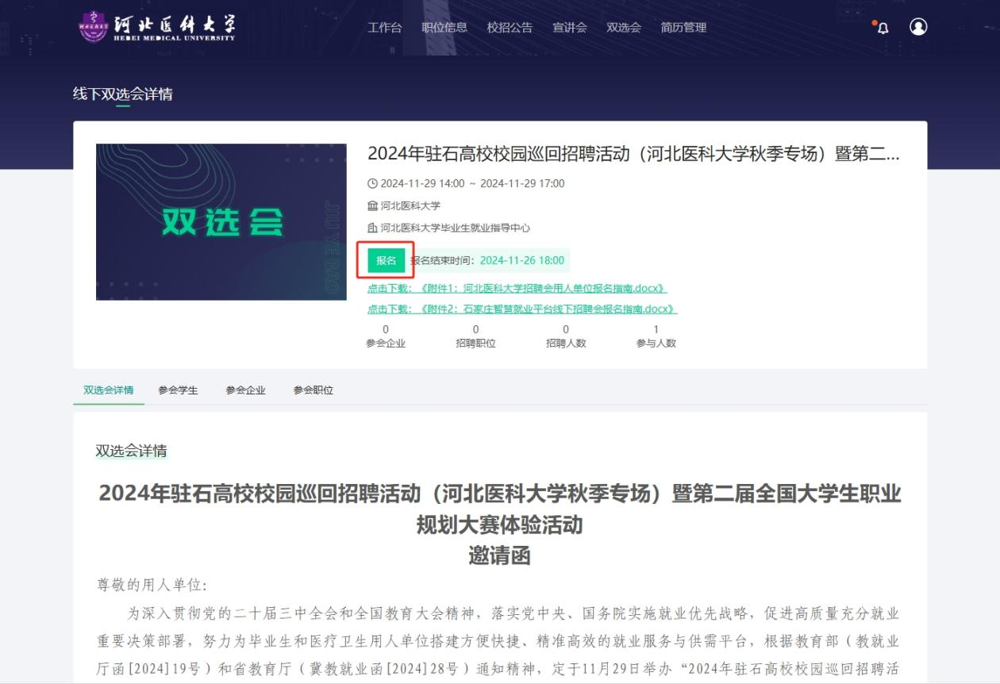 河北医科大学
HEBEI MEDICAL UNIVERSITY
工作台 职位信息 校招公告 宣讲会 双选会 简历管理
线下双选会详情
双选会
JIU YE BAO
2024年驻石高校校园巡回招聘活动（河北医科大学秋季专场）暨第二...
2024-11-29 14:00 ~ 2024-11-29 17:00
河北医科大学
河北医科大学毕业生就业指导中心
报名 报名结束时间：2024-11-26 18:00
点击下载：《附件1：河北医科大学招聘会用人单位报名指南.docx》
点击下载：《附件2：石家庄智慧就业平台线下招聘会报名指南.docx》
0 0 0 1
参会企业 招聘职位 招聘人数 参与人数
双选会详情 参会学生 参会企业 参会职位
双选会详情
2024年驻石高校校园巡回招聘活动（河北医科大学秋季专场）暨第二届全国大学生职业
规划大赛体验活动
邀请函
尊敬的用人单位：
为深入贯彻党的二十届三中全会和全国教育大会精神，落实党中央、国务院实施就业优先战略，促进高质量充分就业
重要决策部署，努力为毕业生和医疗卫生用人单位搭建方便快捷、精准高效的就业服务与供需平台，根据教育部（教就业
厅函[2024]19号）和省教育厅（冀教就业函[2024]28号）通知精神，定于11月29日举办“2024年驻石高校校园巡回招聘活